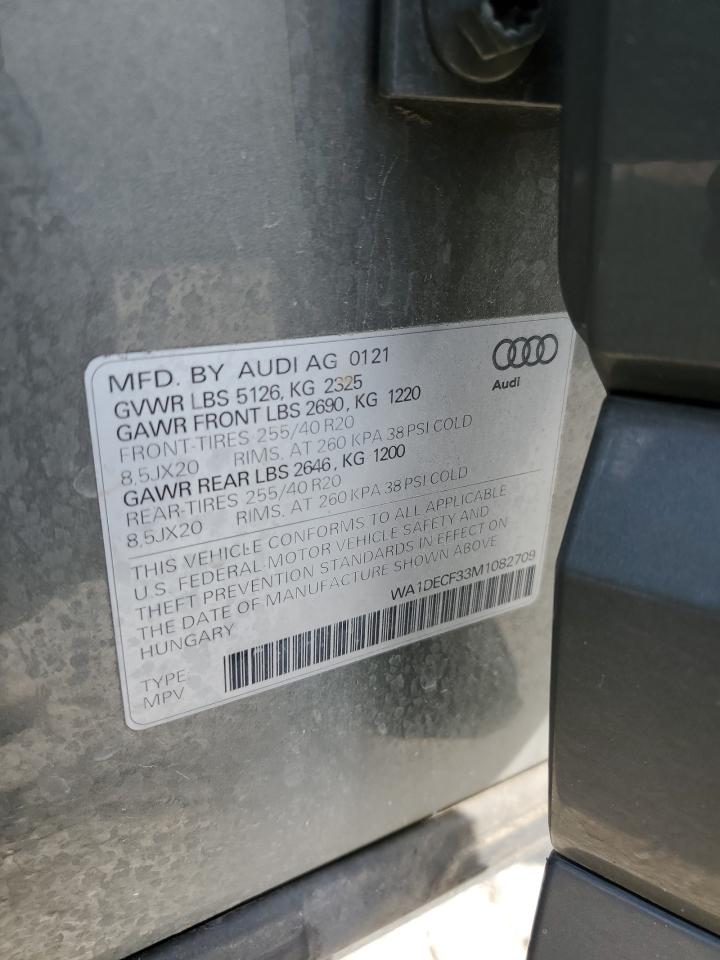 MFD. BY AUDI AG 0121
Audi
GVWR LBS 5126, KG 2325
GAWR FRONT LBS 2690, KG 1220
FRONT-TIRES 255/40 R20
8,5JX20 RIMS, AT 260 KPA 38 PSI COLD
GAWR REAR LBS 2646, KG 1200
REAR-TIRES 255/40 R20
8,5JX20 RIMS, AT 260 KPA 38 PSI COLD
THIS VEHICLE CONFORMS TO ALL APPLICABLE
U.S. FEDERAL MOTOR VEHICLE SAFETY AND
THEFT PREVENTION STANDARDS IN EFFECT ON
THE DATE OF MANUFACTURE SHOWN ABOVE
HUNGARY WA1DECF33M1082709
TYPE
MPV